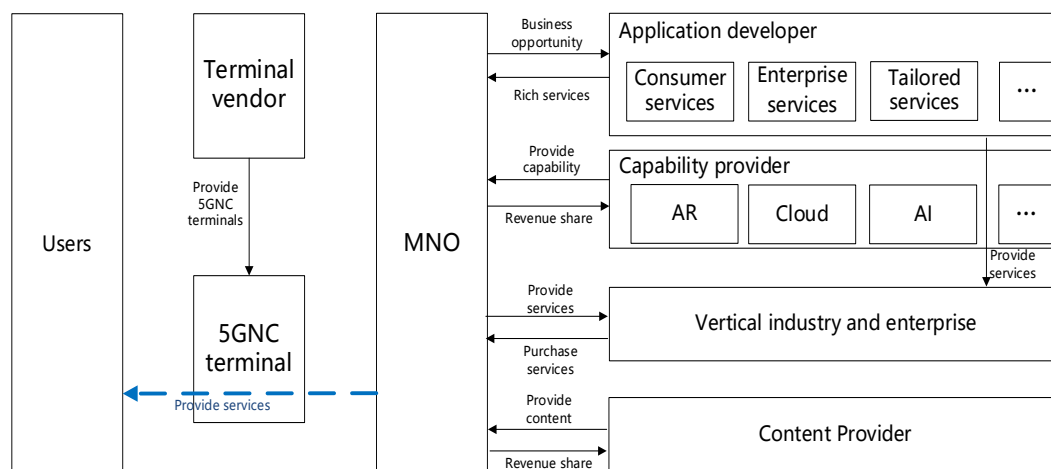 Users
Terminal
vendor
Provide
5GNC
terminals
5GNC
terminal
Provide services
MNO
Business
opportunity
Rich services
Provide
capability
Revenue share
Provide
services
Purchase
services
Provide
content
Revenue share
Application developer
Consumer
services
Enterprise
services
Tailored
services
...
Capability provider
AR
Cloud
AI
...
Provide
services
Vertical industry and enterprise
Content Provider